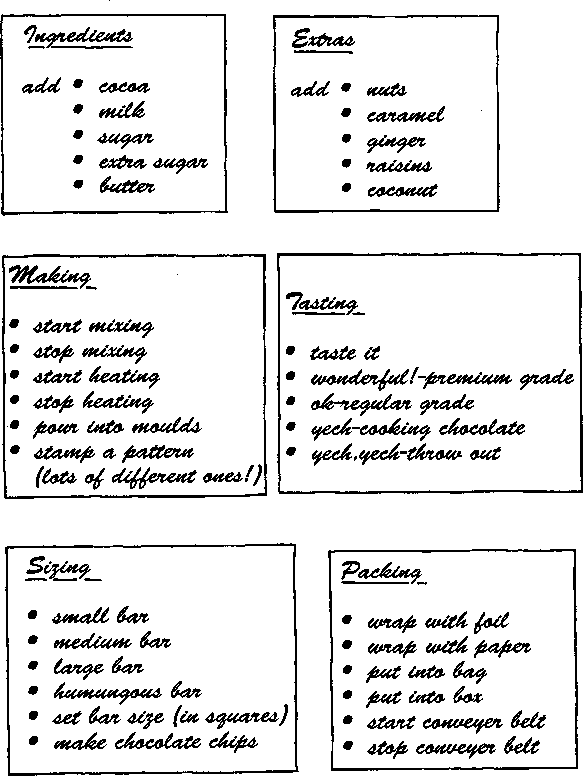 Ingredients
add • cocoa
• milk
• sugar
• extra sugar
• butter
Extras
add • nuts
• caramel
• ginger
• raisins
• coconut
Making
• start mixing
• stop mixing
• start heating
• stop heating
• pour into moulds
• stamp a pattern
(lots of different ones!)
Tasting
• taste it
• wonderful!-premium grade
• ok-regular grade
• yech-cooking chocolate
• yech,yech-throw out
Sizing
• small bar
• medium bar
• large bar
• humungous bar
• set bar size (in squares)
• make chocolate chips
Packing
• wrap with foil
• wrap with paper
• put into bag
• put into box
• start conveyer belt
• stop conveyer belt